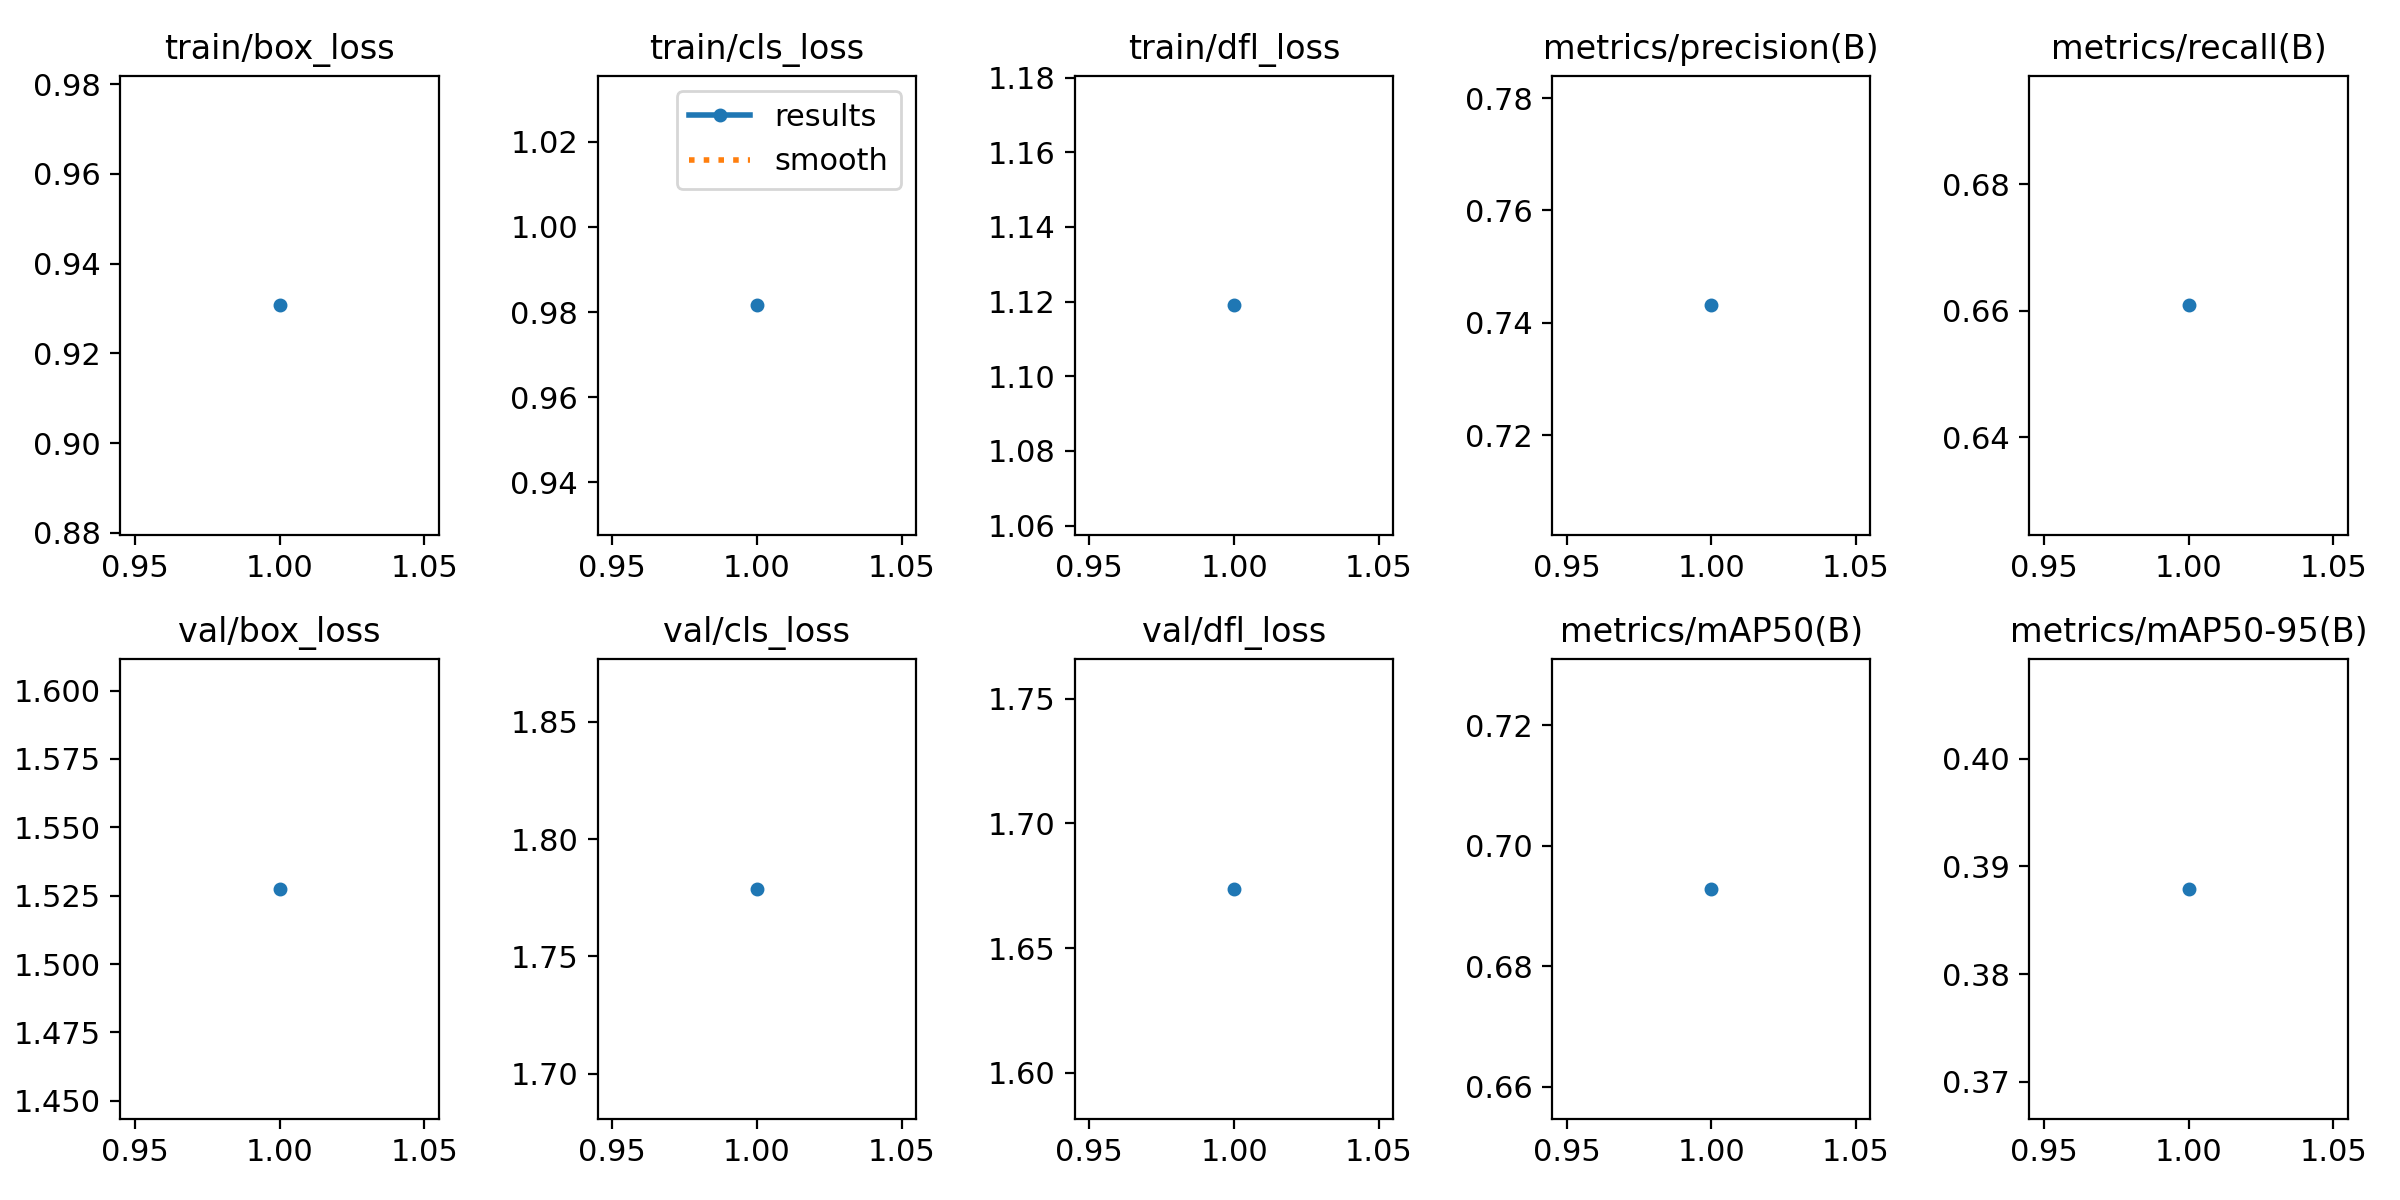 train/box_loss
0.98
0.96
0.94
0.92
0.90
0.88
0.95 1.00 1.05
train/cls_loss
results
smooth
1.02
1.00
0.98
0.96
0.94
0.95 1.00 1.05
train/dfl_loss
1.18
1.16
1.14
1.12
1.10
1.08
1.06
0.95 1.00 1.05
metrics/precision(B)
0.78
0.76
0.74
0.72
0.95 1.00 1.05
metrics/recall(B)
0.68
0.66
0.64
0.95 1.00 1.05
val/box_loss
1.600
1.575
1.550
1.525
1.500
1.475
1.450
0.95 1.00 1.05
val/cls_loss
1.85
1.80
1.75
1.70
0.95 1.00 1.05
val/dfl_loss
1.75
1.70
1.65
1.60
0.95 1.00 1.05
metrics/mAP50(B)
0.72
0.70
0.68
0.66
0.95 1.00 1.05
metrics/mAP50-95(B)
0.40
0.39
0.38
0.37
0.95 1.00 1.05